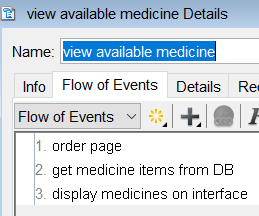 view available medicine Details
Name: view available medicine
Info Flow of Events Details
Flow of Events
1. order page
2. get medicine items from DB
3. display medicines on interface